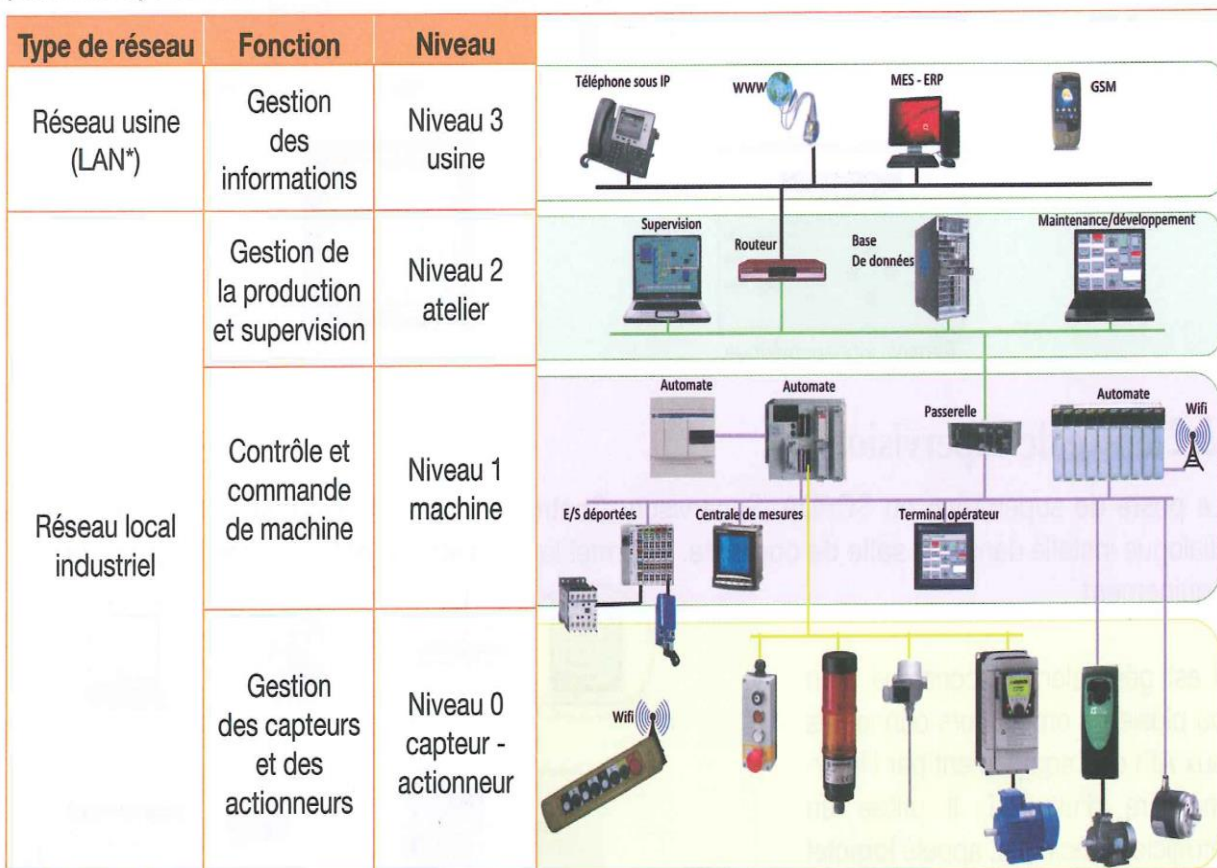 Type de réseau
Fonction
Niveau
Réseau usine
(LAN*)
Gestion
des
informations
Niveau 3
usine
Téléphone sous IP
WWW
MES - ERP
GSM
Réseau local
industriel
Gestion de
la production
et supervision
Niveau 2
atelier
Supervision
Routeur
Base
De données
Maintenance/développement
Contrôle et
commande
de machine
Niveau 1
machine
Automate
Automate
Passerelle
Automate
Wifi
E/S déportées
Centrale de mesures
Terminal opérateur
Gestion
des capteurs
et des
actionneurs
Niveau 0
capteur -
actionneur
Wifi